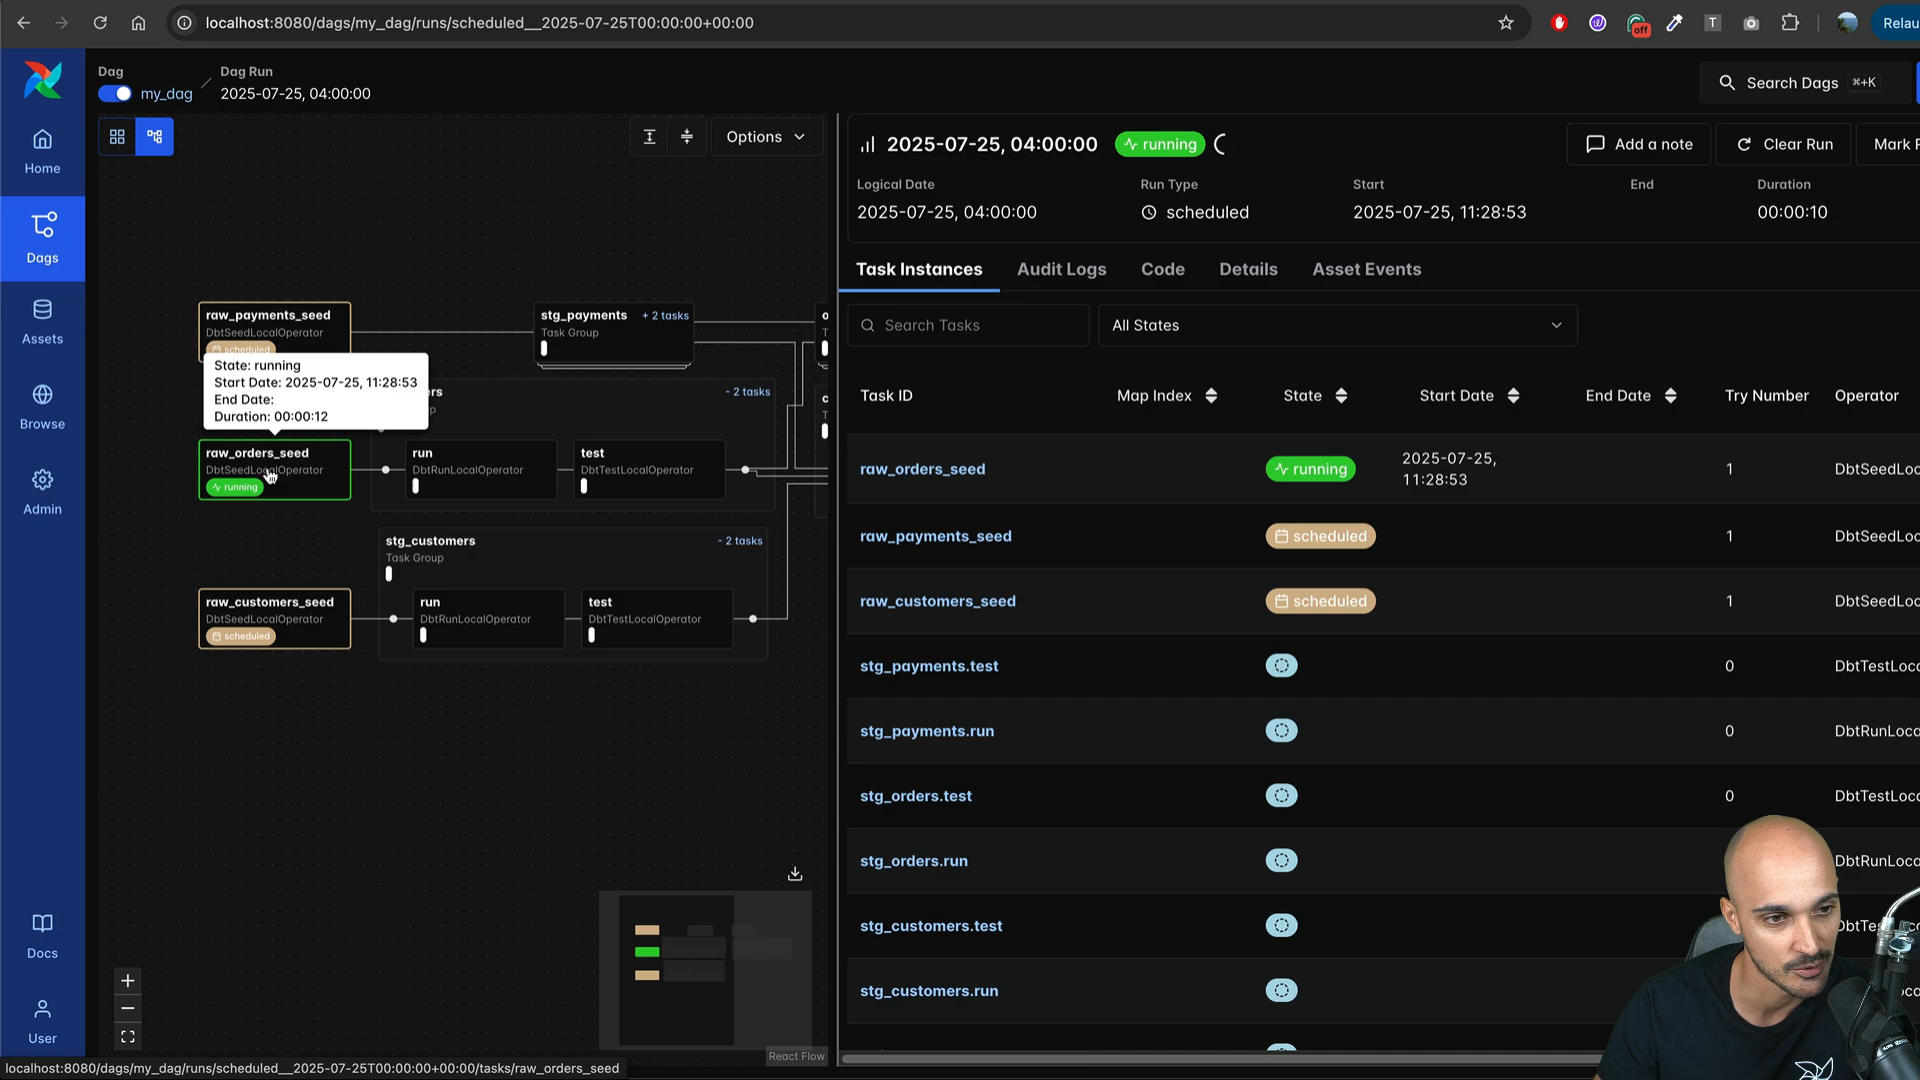 localhost:8080/dags/my_dag/runs/scheduled__2025-07-25T00:00:00+00:00
off
T
Relau
Dag
my_dag
Dag Run
2025-07-25, 04:00:00
Search Dags
⌘+K
Home
Dags
Assets
Browse
Admin
Docs
User
Options
raw_payments_seed
DbtSeedLocalOperator
scheduled
State: running
Start Date: 2025-07-25, 11:28:53
End Date:
Duration: 00:00:12
raw_orders_seed
DbtSeedLocalOperator
running
stg_payments
+ 2 tasks
Task Group
- 2 tasks
run
DbtRunLocalOperator
test
DbtTestLocalOperator
stg_customers
- 2 tasks
Task Group
raw_customers_seed
DbtSeedLocalOperator
scheduled
run
DbtRunLocalOperator
test
DbtTestLocalOperator
React Flow
2025-07-25, 04:00:00
running
Add a note
Clear Run
Mark
Logical Date
2025-07-25, 04:00:00
Run Type
scheduled
Start
2025-07-25, 11:28:53
End
Duration
00:00:10
Task Instances
Audit Logs
Code
Details
Asset Events
Search Tasks
All States
Task ID
Map Index
State
Start Date
End Date
Try Number
Operator
raw_orders_seed
running
2025-07-25,
11:28:53
1
DbtSeedLoc
raw_payments_seed
scheduled
1
DbtSeedLoc
raw_customers_seed
scheduled
1
DbtSeedLoc
stg_payments.test
0
DbtTestLoc
stg_payments.run
0
DbtRunLoca
stg_orders.test
0
DbtTestLoc
stg_orders.run
DbtRunLoca
stg_customers.test
stg_customers.run
localhost:8080/dags/my_dag/runs/scheduled__2025-07-25T00:00:00+00:00/tasks/raw_orders_seed